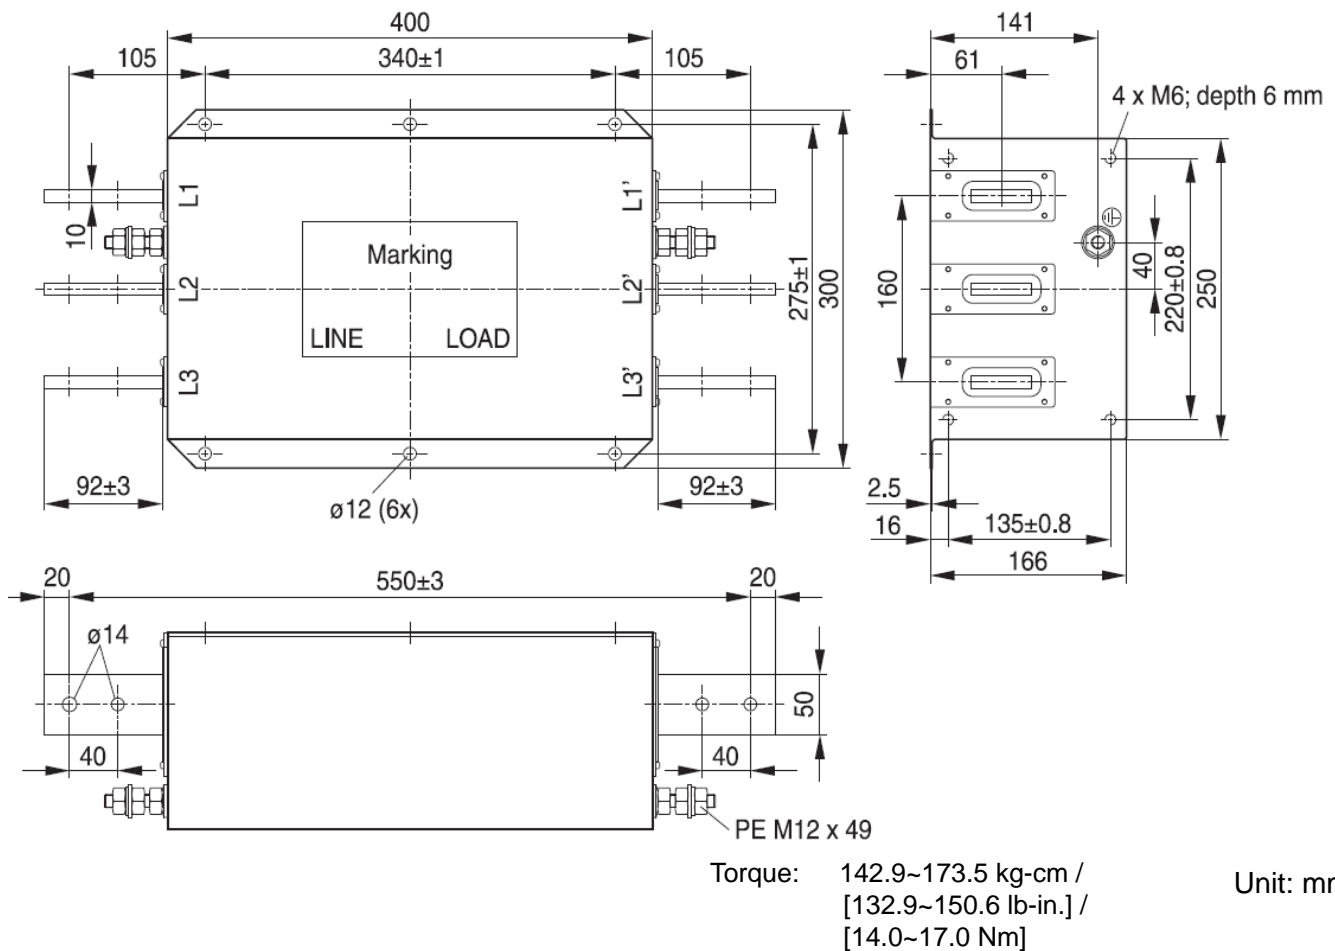 400
141
105
340±1
105
61
4 x M6; depth 6 mm
L1
L1'
10
Marking
L2
L2'
LINE LOAD
L3
L3'
275±1
300
160
40
220±0.8
250
92±3
ø12 (6x)
92±3
2.5
16
135±0.8
166
20
550±3
20
ø14
50
40
40
PE M12 x 49
Torque: 142.9~173.5 kg-cm /
[132.9~150.6 lb-in.] /
[14.0~17.0 Nm]
Unit: mm